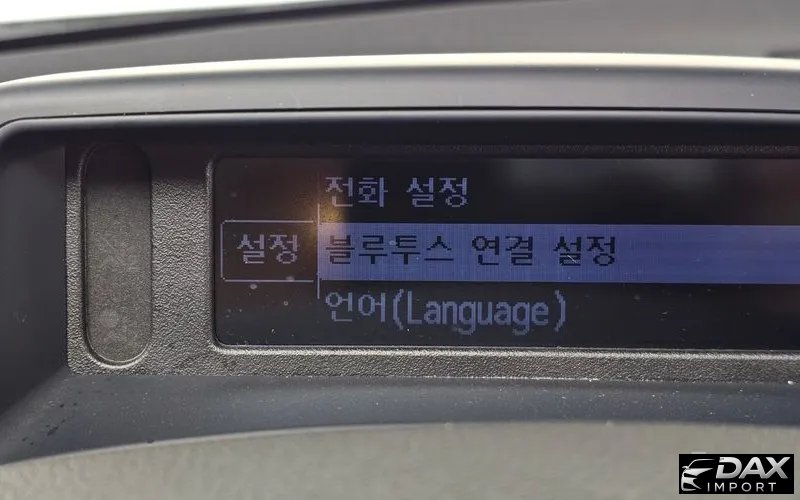 전화 설정
설정
블루투스 연결 설정
언어(Language)
DAX
IMPORT